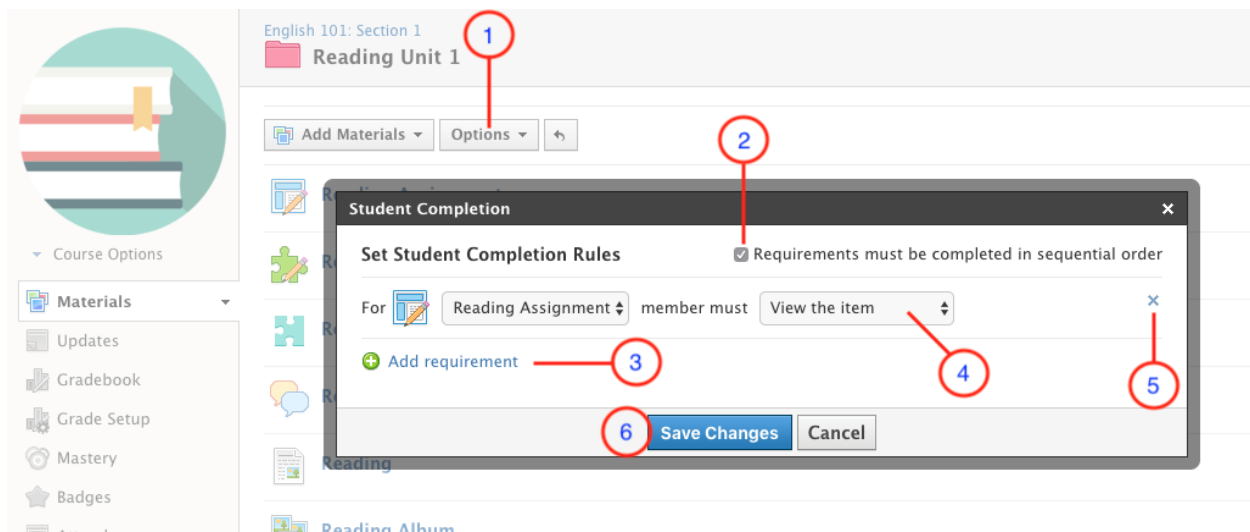 English 101: Section 1
1
Reading Unit 1
Add Materials
Options
2
Student Completion
Set Student Completion Rules
Requirements must be completed in sequential order
For Reading Assignment member must View the item
Add requirement
3
4
5
6
Save Changes
Cancel
Reading
Reading Album
Course Options
Materials
Updates
Gradebook
Grade Setup
Mastery
Badges